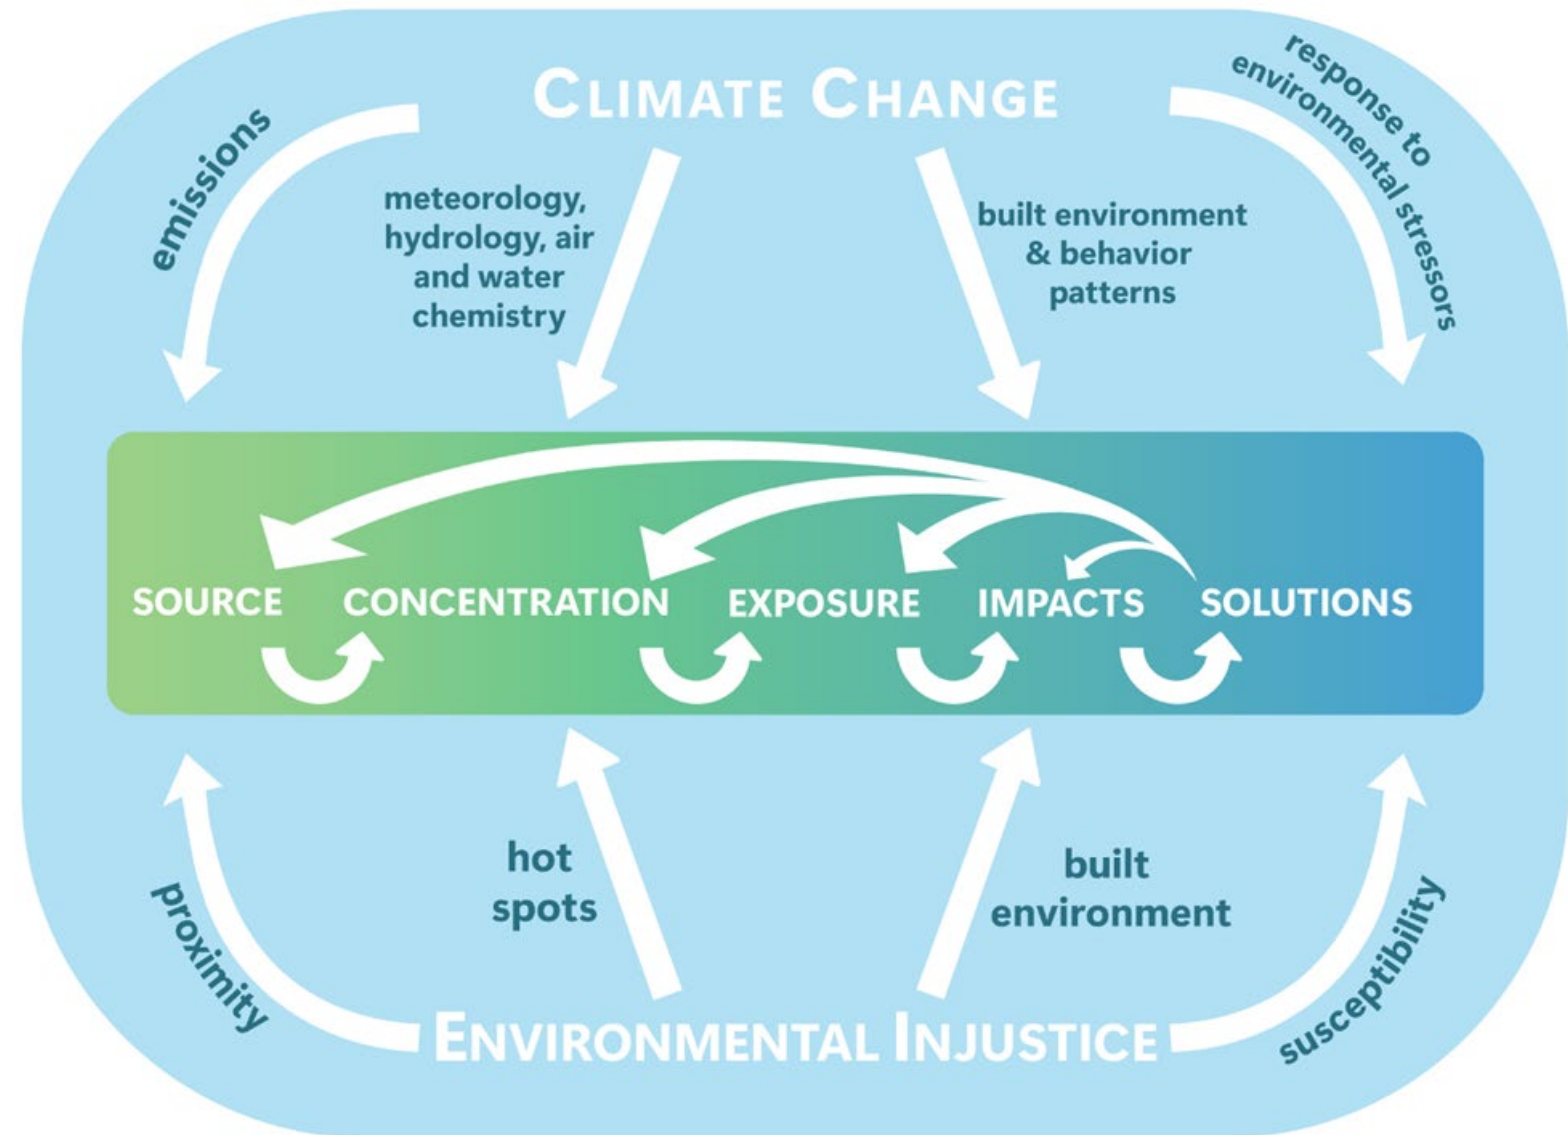 CLIMATE CHANGE
emissions
response to
environmental stressors
meteorology,
hydrology, air
and water
chemistry
built environment
& behavior
patterns
SOURCE CONCENTRATION EXPOSURE IMPACTS SOLUTIONS
hot
spots
built
environment
proximity
susceptibility
ENVIRONMENTAL INJUSTICE